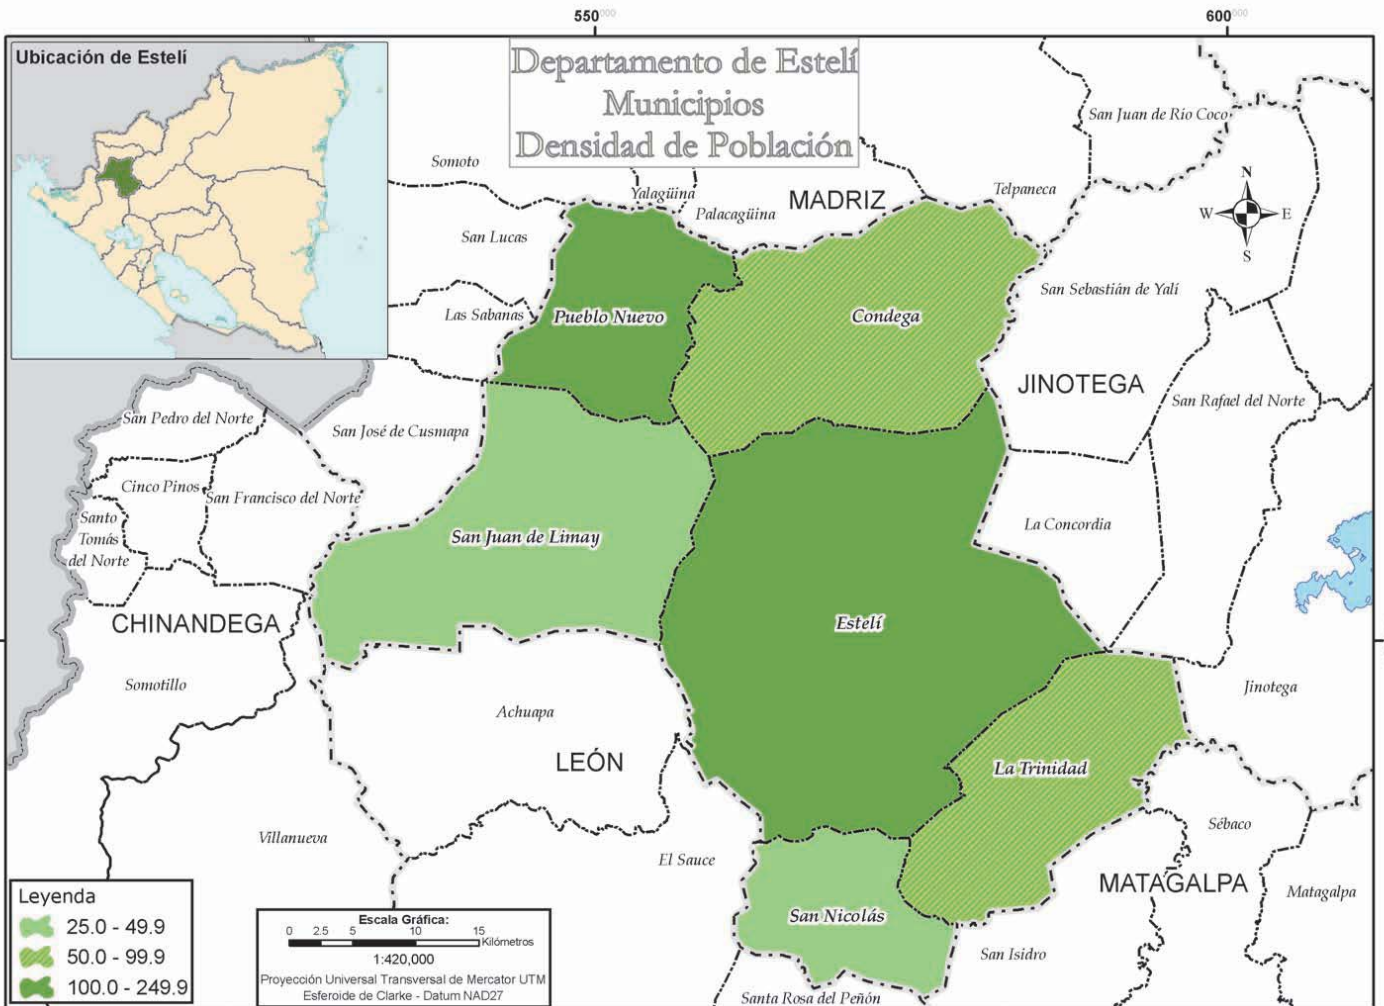 550000
600000
Ubicación de Estelí
Departamento de Estelí
Municipios
Densidad de Población
San Juan de Río Coco
Somoto
Yalagüina
Palacagüina
MADRIZ
Telpaneca
N
W
E
S
San Lucas
San Sebastián de Yalí
Las Sabanas
Pueblo Nuevo
Condega
JINOTEGA
San Rafael del Norte
San Pedro del Norte
San José de Cusmapa
Cinco Pinos
San Francisco del Norte
Santo
Tomás
del Norte
San Juan de Limay
La Concordia
CHINANDEGA
Estelí
Somotillo
Jinotega
Achuapa
LEÓN
La Trinidad
Villanueva
Sébaco
El Sauce
MATAGALPA
Matagalpa
San Nicolás
San Isidro
Santa Rosa del Peñón
Leyenda
25.0 - 49.9
50.0 - 99.9
100.0 - 249.9
Escala Gráfica:
0 2.5 5 10 15
Kilómetros
1:420,000
Proyección Universal Transversal de Mercator UTM
Esferoide de Clarke - Datum NAD27